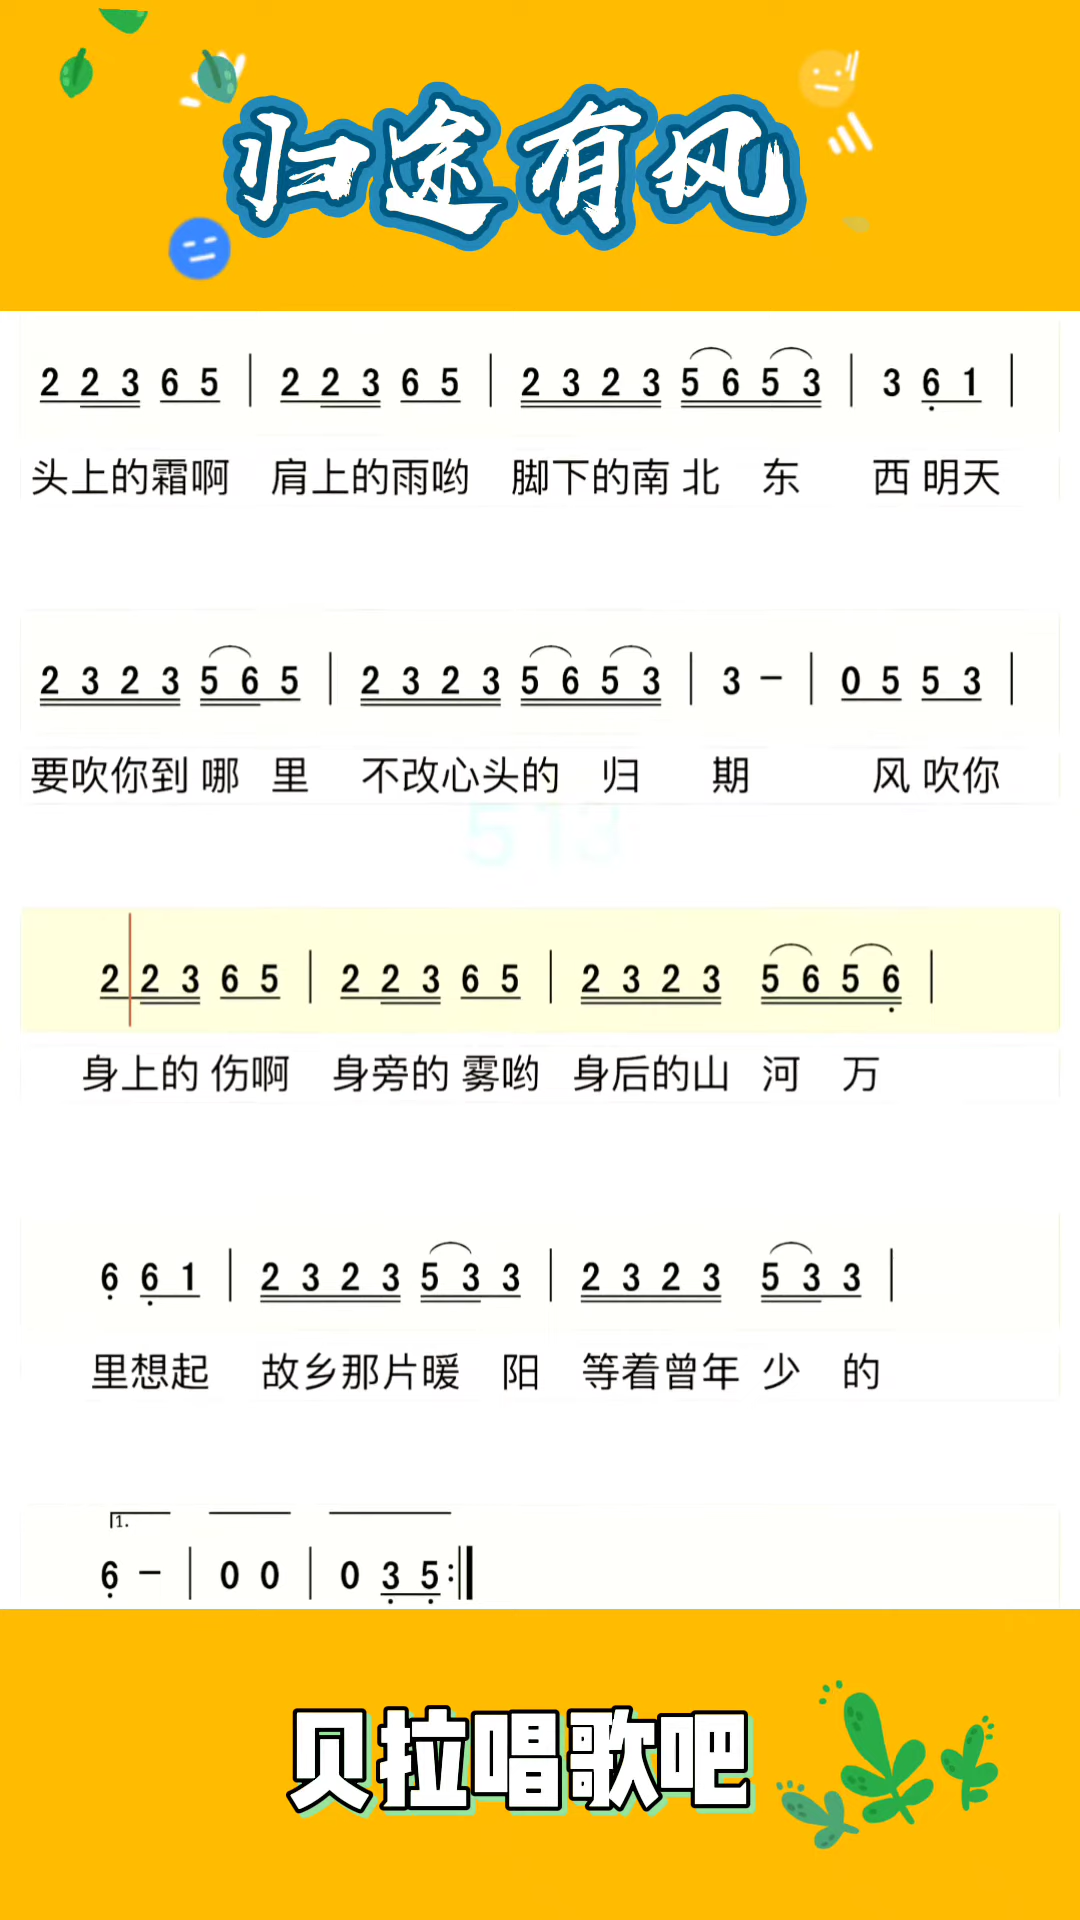 归途有风
2 2 3 6 5 | 2 2 3 6 5 | 2 3 2 3 5 6 5 3 | 3 6 1 |
头上的霜啊 肩上的雨哟 脚下的南 北 东 西 明天
2 3 2 3 5 6 5 | 2 3 2 3 5 6 5 3 | 3 – | 0 5 5 3 |
要吹你到 哪 里 不改心头的 归 期 风 吹你
513
2 2 3 6 5 | 2 2 3 6 5 | 2 3 2 3 5 6 5 6 |
身上的 伤啊 身旁的 雾哟 身后的山 河 万
6 6 1 | 2 3 2 3 5 3 3 | 2 3 2 3 5 3 3 |
里想起 故乡那片暖 阳 等着曾年 少 的
1.
6 – | 0 0 | 0 3 5 :|
贝拉唱歌吧